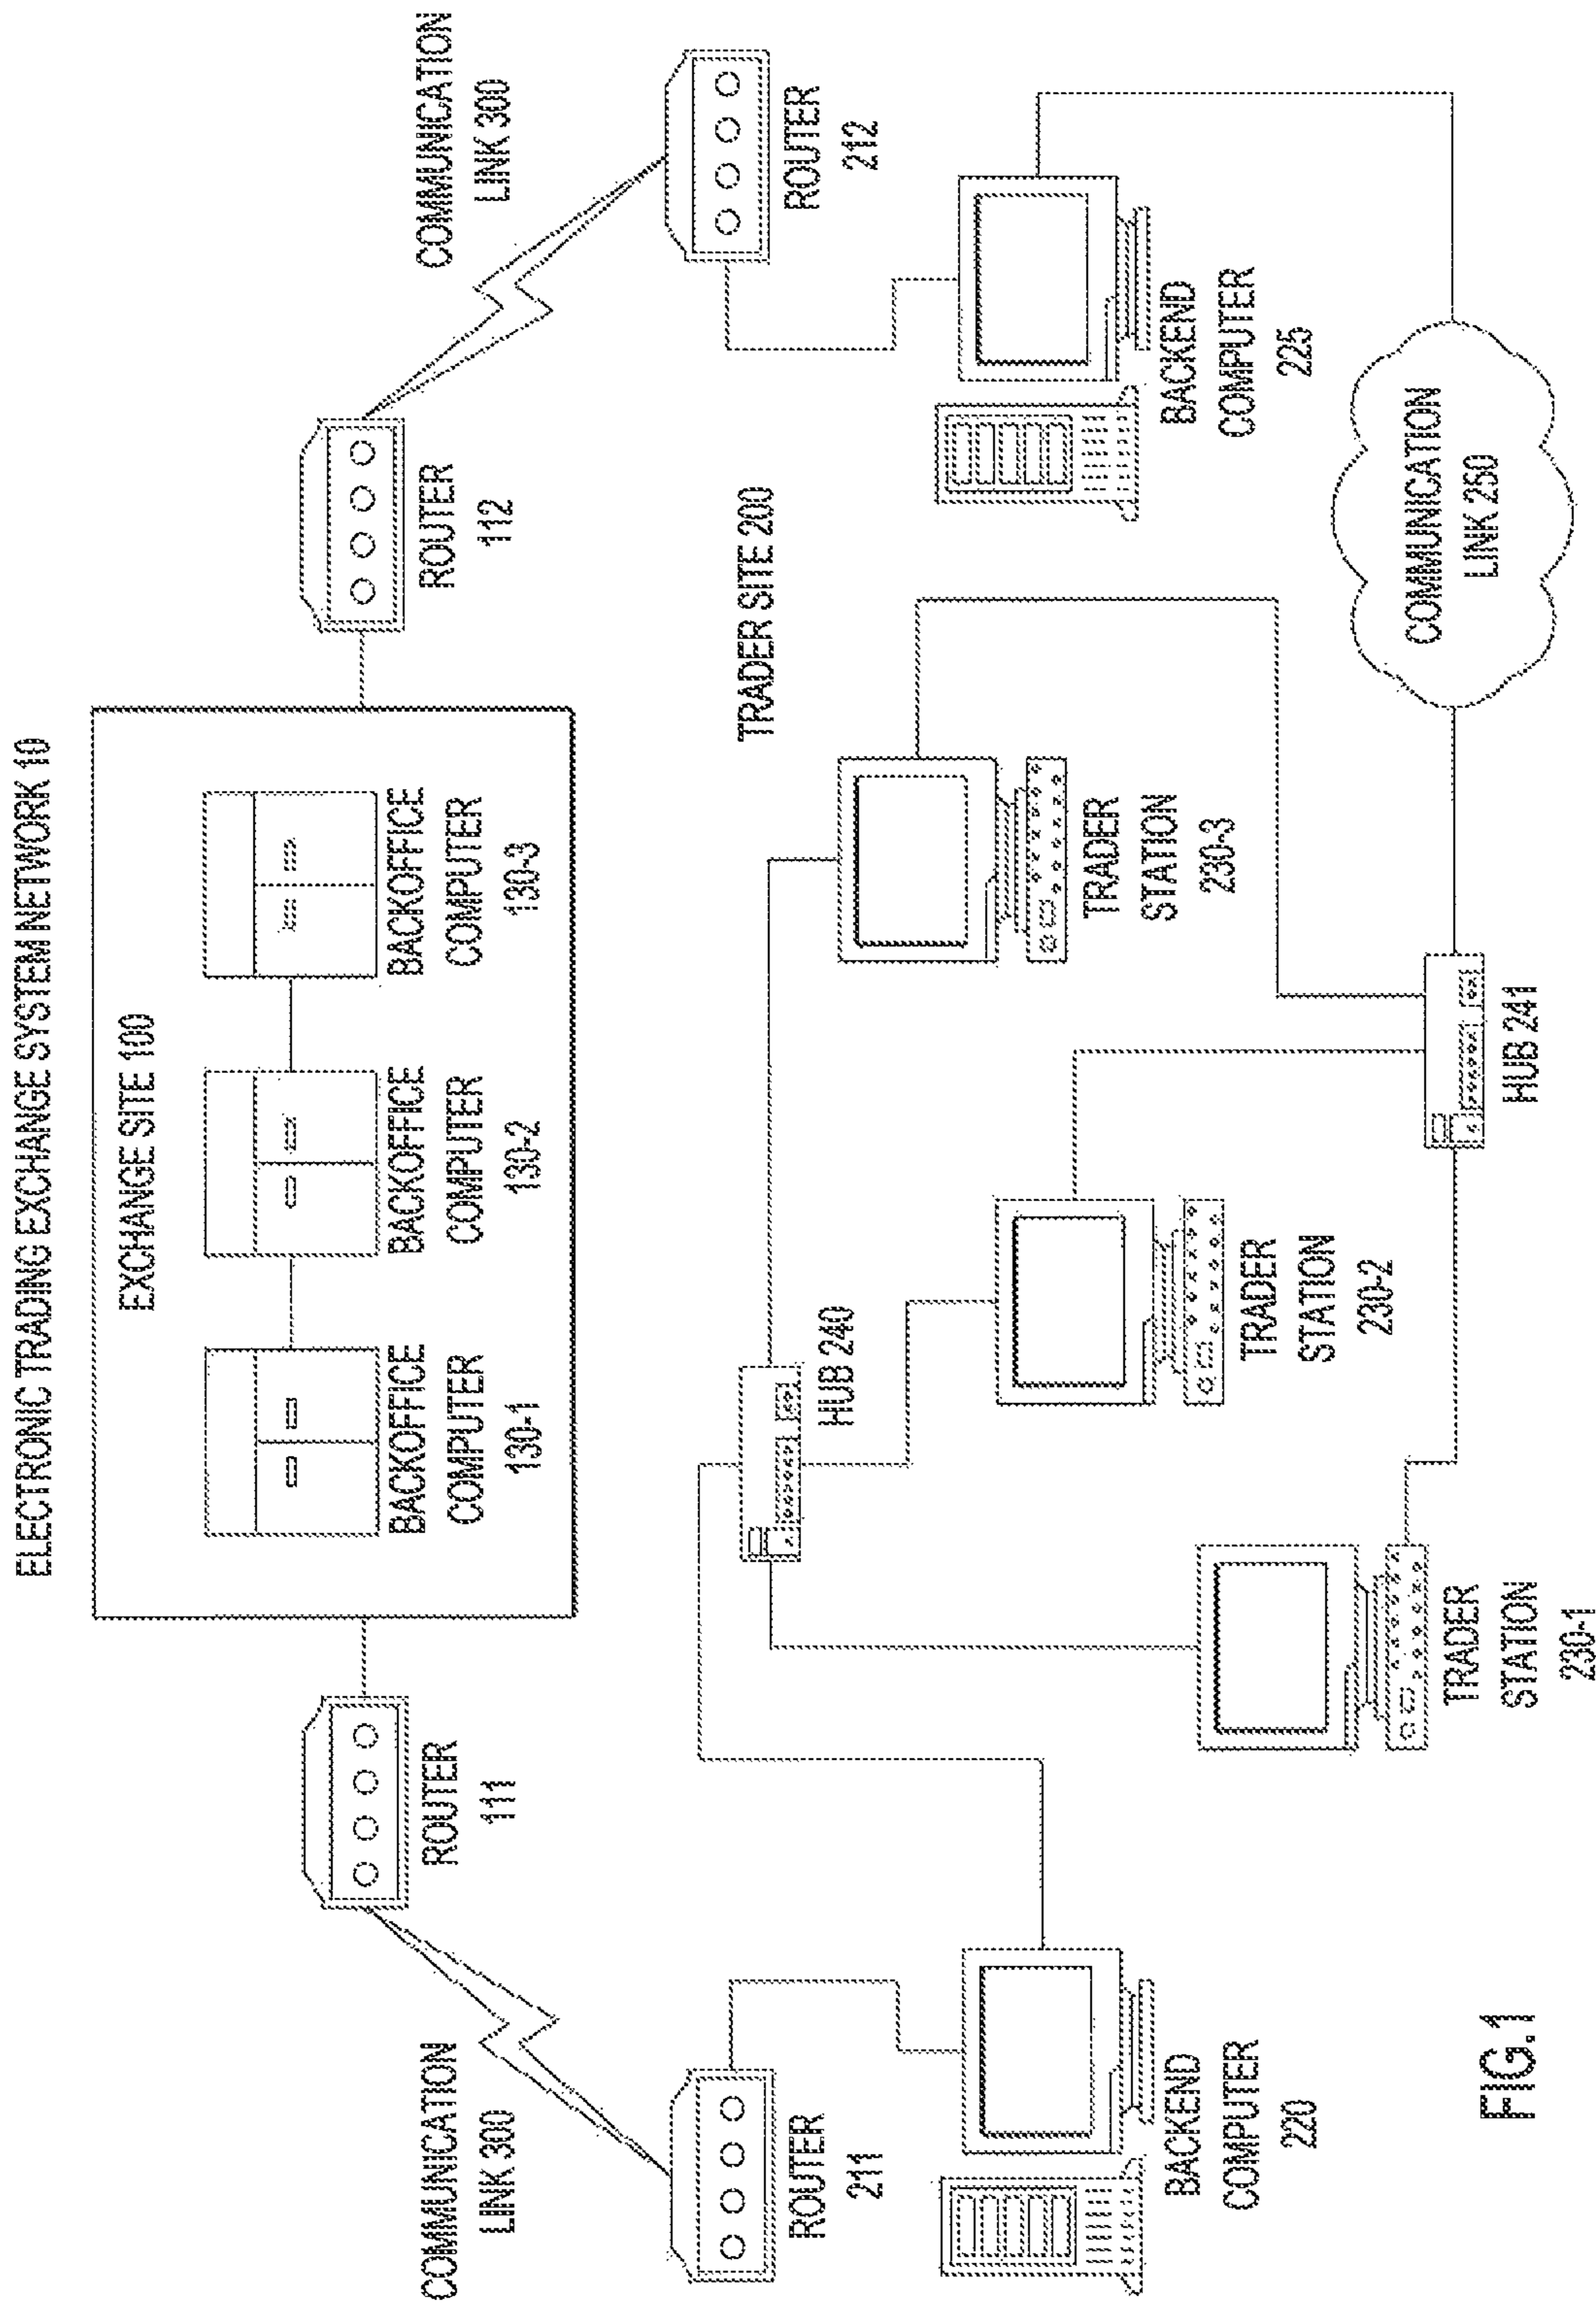 ELECTRONIC TRADING EXCHANGE SYSTEM NETWORK 10
EXCHANGE SITE 100
BACKOFFICE
COMPUTER
130-1
BACKOFFICE
COMPUTER
130-2
BACKOFFICE
COMPUTER
130-3
ROUTER
111
ROUTER
112
COMMUNICATION
LINK 300
COMMUNICATION
LINK 300
ROUTER
211
ROUTER
212
TRADER SITE 200
HUB 240
BACKEND
COMPUTER
220
TRADER
STATION
230-1
TRADER
STATION
230-2
TRADER
STATION
230-3
BACKEND
COMPUTER
225
HUB 241
COMMUNICATION
LINK 250
FIG.1